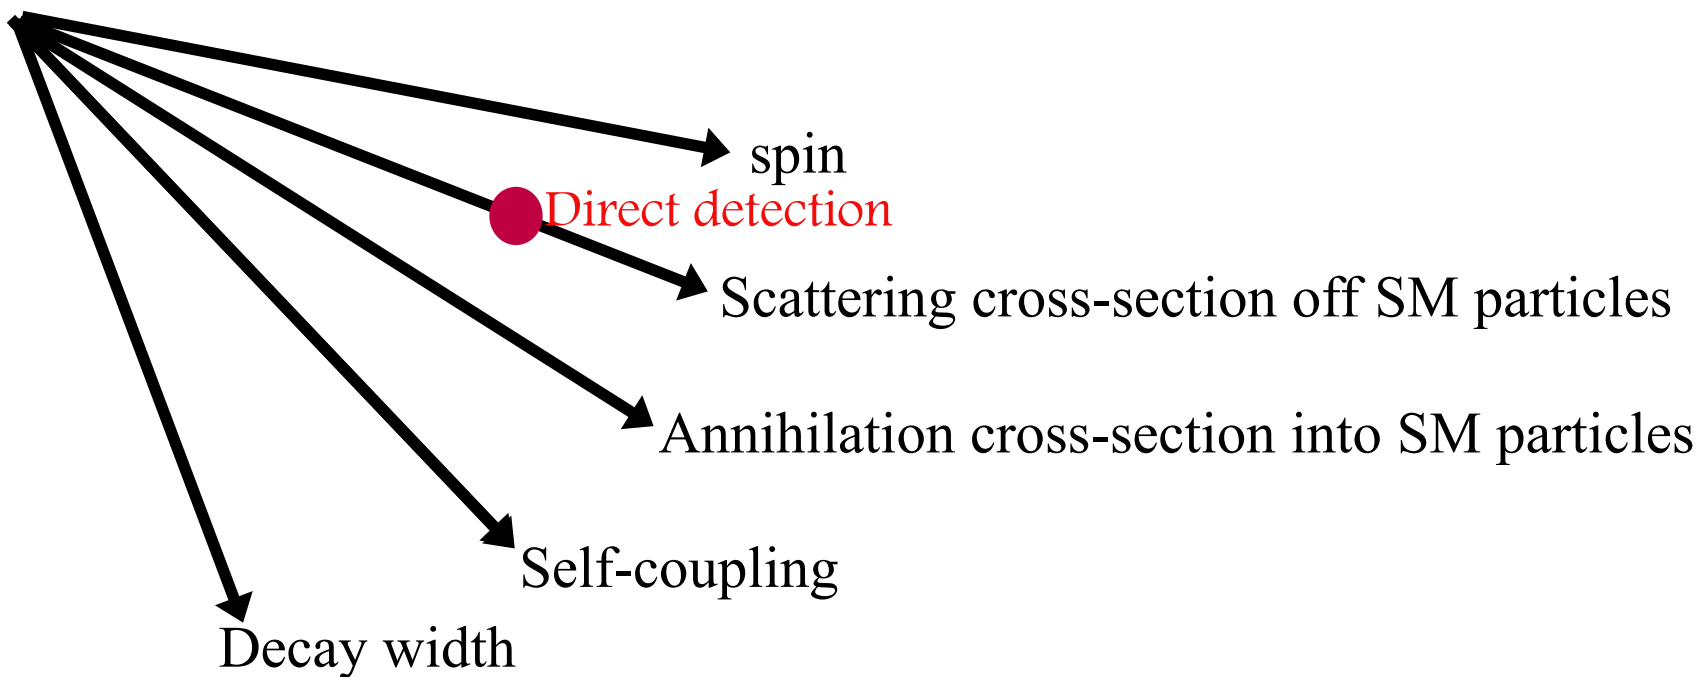 spin
Direct detection
Scattering cross-section off SM particles
Annihilation cross-section into SM particles
Self-coupling
Decay width